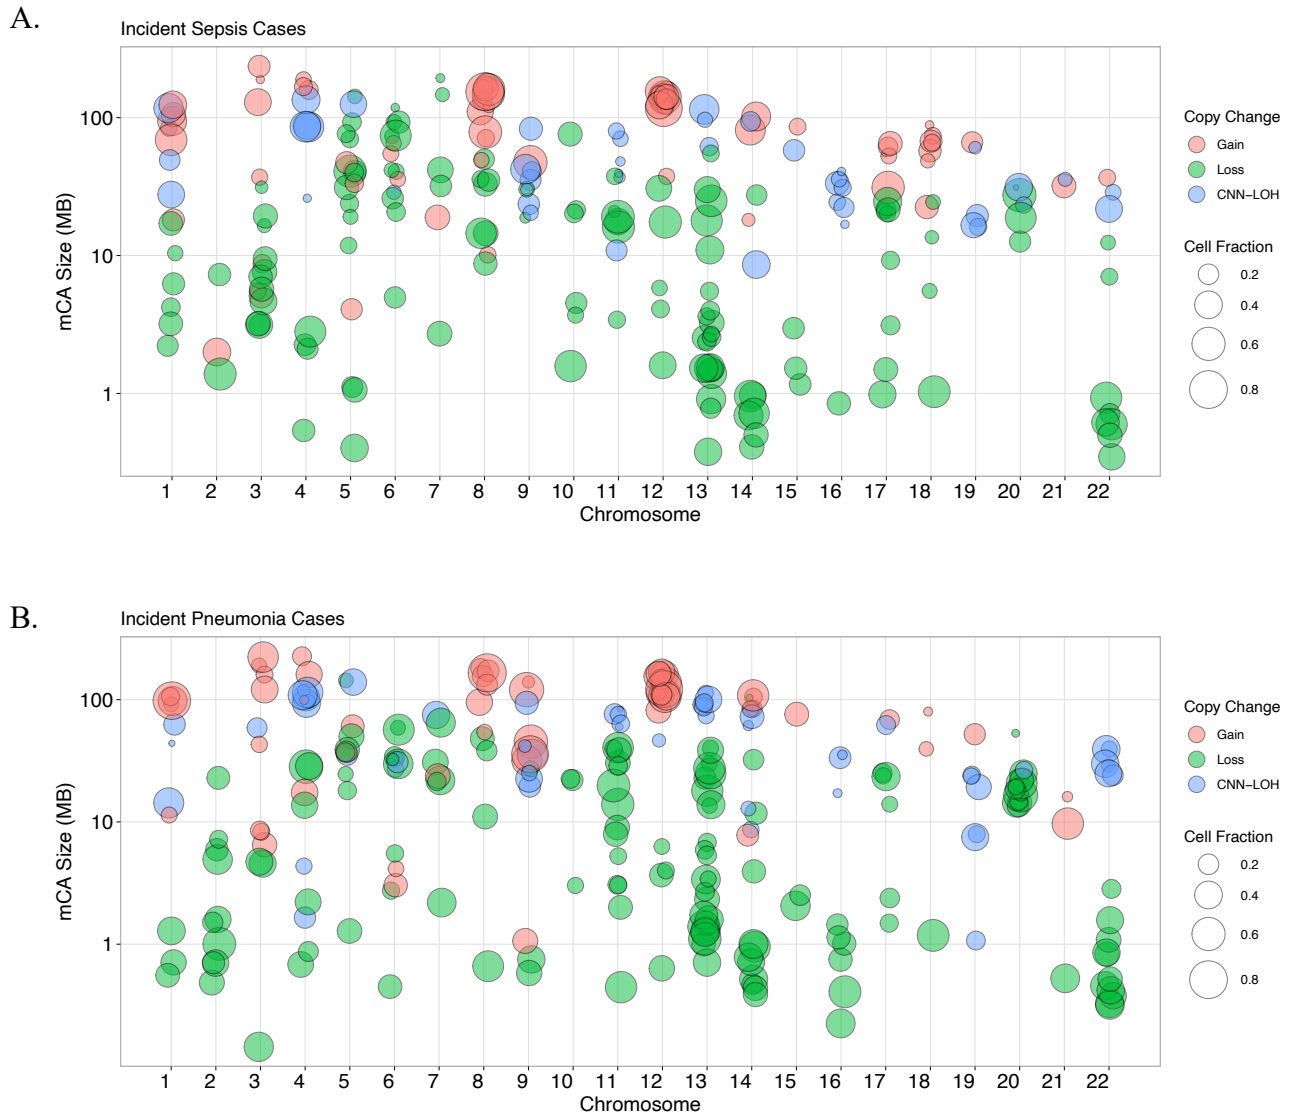 A.
Incident Sepsis Cases
mCA Size (MB)
100
10
1
1 2 3 4 5 6 7 8 9 10 11 12 13 14 15 16 17 18 19 20 21 22
Chromosome
Copy Change
Gain
Loss
CNN−LOH
Cell Fraction
0.2
0.4
0.6
0.8
B.
Incident Pneumonia Cases
mCA Size (MB)
100
10
1
1 2 3 4 5 6 7 8 9 10 11 12 13 14 15 16 17 18 19 20 21 22
Chromosome
Copy Change
Gain
Loss
CNN−LOH
Cell Fraction
0.2
0.4
0.6
0.8